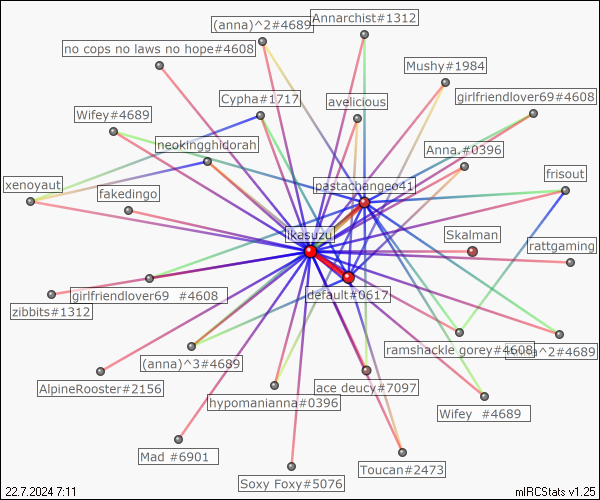 (anna)^2#4689
Annarchist#1312
no cops no laws no hope#4608
Mushy#1984
Cypha#1717
avelicious
girlfriendlover69#4608
Wifey#4689
neokingghidorah
Anna.#0396
xenoyaut
pastachangeo41
frisout
fakedingo
ikasuzu
Skalman
rattgaming
girlfriendlover69 #4608
default#0617
zibbits#1312
(anna)^3#4689
ramshackle gorey#4608
^2#4689
AlpineRooster#2156
ace deucy#7097
hypomanianna#0396
Wifey #4689
Mad #6901
Toucan#2473
Soxy Foxy#5076
22.7.2024 7:11
mIRCStats v1.25